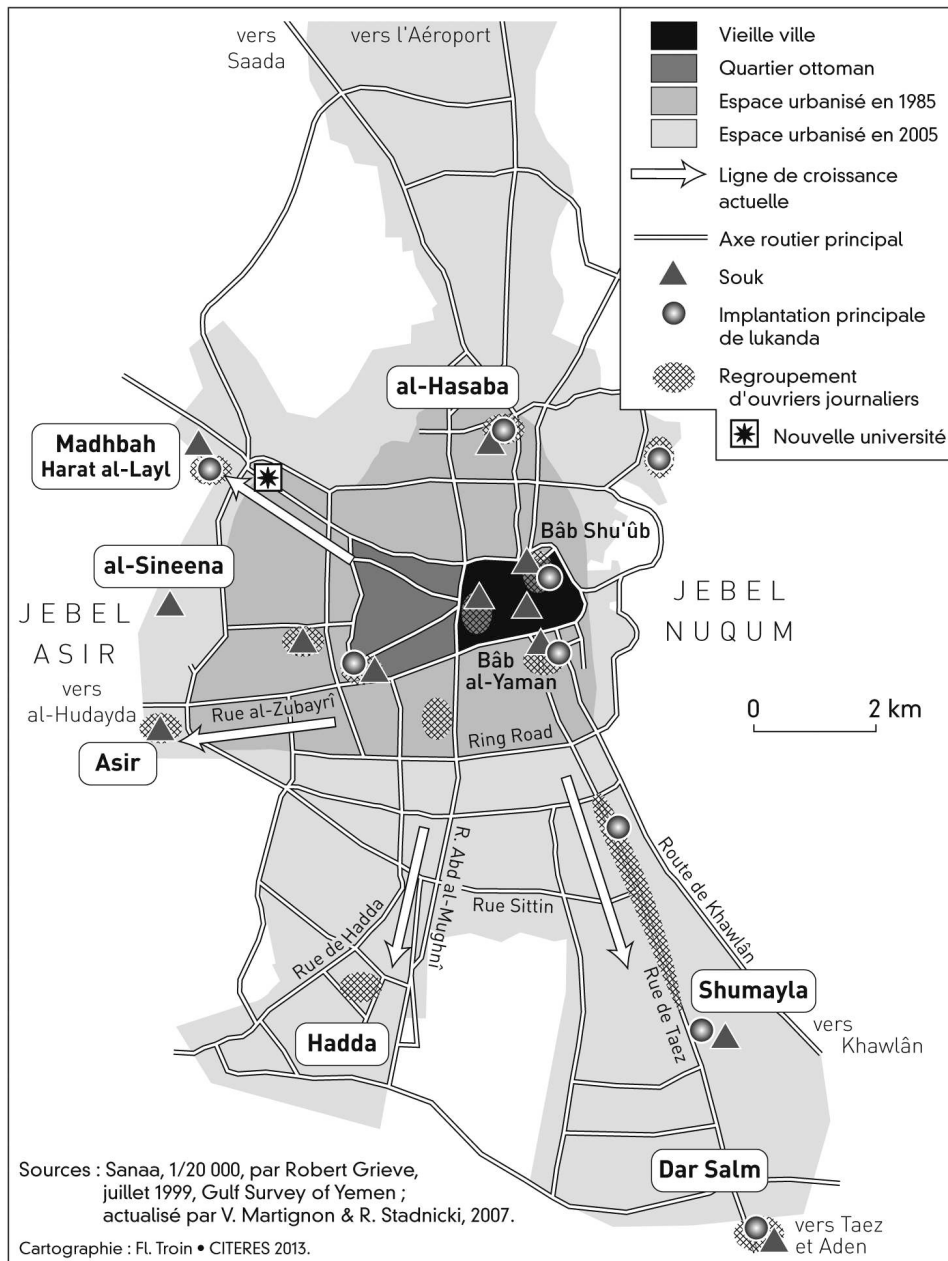 vers
Saada
vers l'Aéroport
Vieille ville
Quartier ottoman
Espace urbanisé en 1985
Espace urbanisé en 2005
Ligne de croissance
actuelle
Axe routier principal
Souk
Implantation principale
de lukanda
Regroupement
d'ouvriers journaliers
Nouvelle université
al-Hasaba
Madhbah
Harat al-Layl
Bâb Shu'ûb
al-Sineena
JEBEL
ASIR
JEBEL
NUQUM
vers
al-Hudayda
Bâb
al-Yaman
Rue al-Zubayrî
Ring Road
0 2 km
Asir
R. Abd al-Mughnî
Route de Khawlân
Rue Sittin
Rue de Hadda
Rue de Taez
Shumayla
Hadda
vers
Khawlân
Dar Salm
vers Taez
et Aden
Sources : Sanaa, 1/20 000, par Robert Grieve,
juillet 1999, Gulf Survey of Yemen ;
actualisé par V. Martignon & R. Stadnicki, 2007.
Cartographie : Fl. Troin • CITERES 2013.